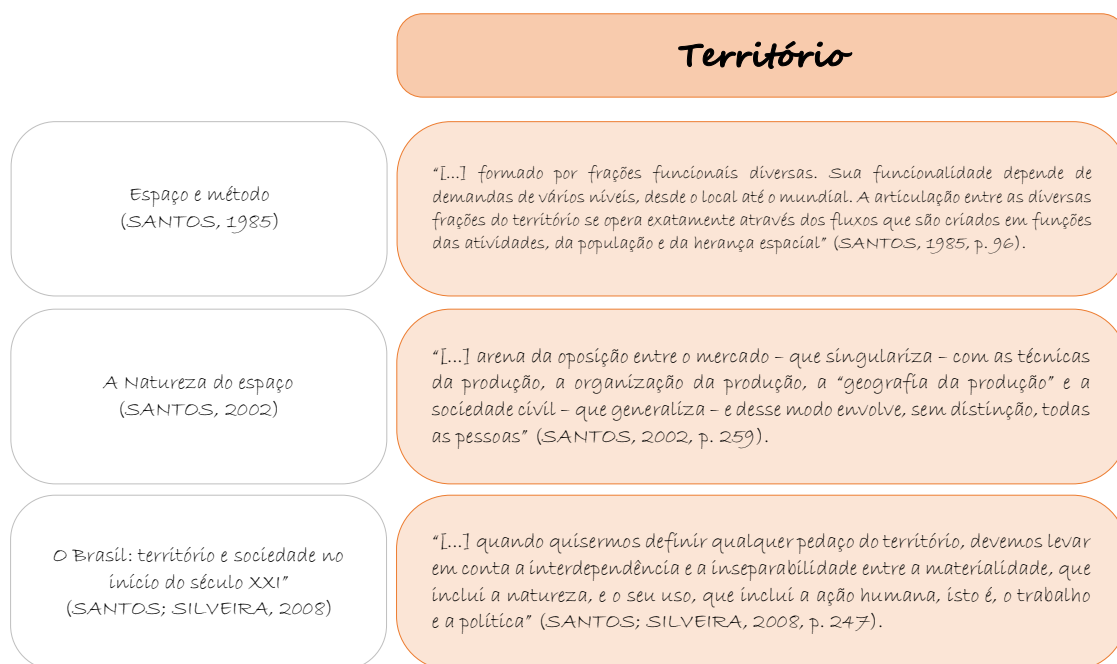 Território
Espaço e método
(SANTOS, 1985)
“[...] formado por frações funcionais diversas. Sua funcionalidade depende de
demandas de vários níveis, desde o local até o mundial. A articulação entre as diversas
frações do território se opera exatamente através dos fluxos que são criados em funções
das atividades, da população e da herança espacial” (SANTOS, 1985, p. 96).
A Natureza do espaço
(SANTOS, 2002)
“[...] arena da oposição entre o mercado – que singulariza – com as técnicas
da produção, a organização da produção, a “geografia da produção” e a
sociedade civil – que generaliza – e desse modo envolve, sem distinção, todas
as pessoas” (SANTOS, 2002, p. 259).
O Brasil: território e sociedade no
início do século XXI”
(SANTOS; SILVEIRA, 2008)
“[...] quando quisermos definir qualquer pedaço do território, devemos levar
em conta a interdependência e a inseparabilidade entre a materialidade, que
inclui a natureza, e o seu uso, que inclui a ação humana, isto é, o trabalho
e a política” (SANTOS; SILVEIRA, 2008, p. 247).